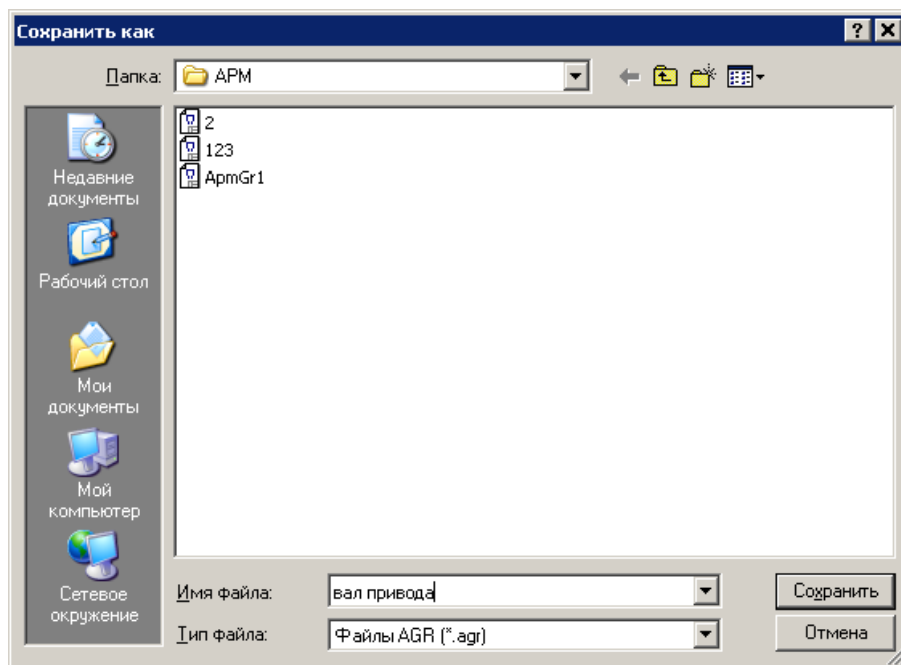 Сохранить как
Папка:
APM
Недавние
документы
Рабочий стол
Мои
документы
Мой
компьютер
Сетевое
окружение
2
123
ApmGr1
Имя файла:
вал привода
Сохранить
Тип файла:
Файлы AGR (*.agr)
Отмена